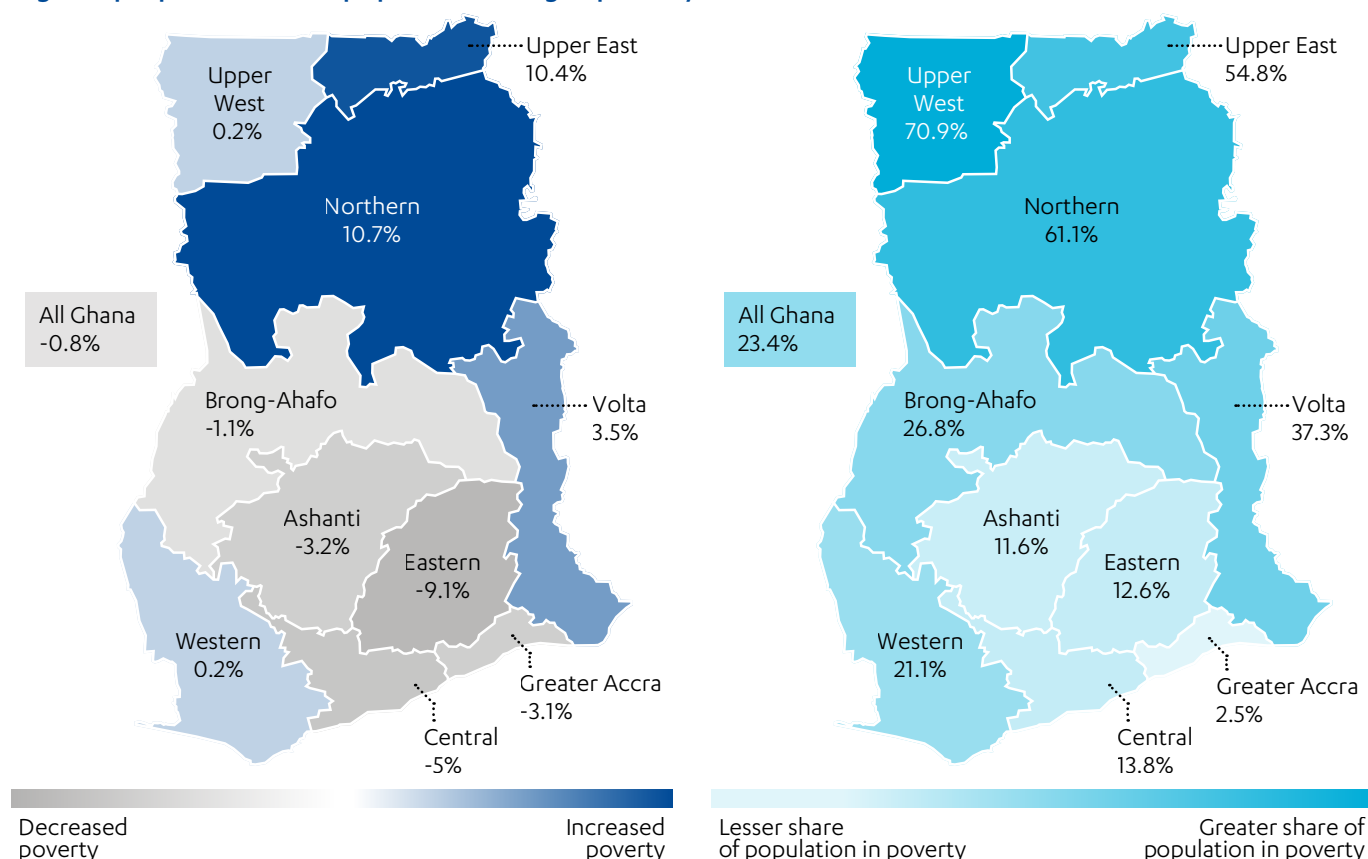 Upper East
10.4%
Upper
West
0.2%
Northern
10.7%
All Ghana
-0.8%
Brong-Ahafo
-1.1%
Volta
3.5%
Ashanti
-3.2%
Eastern
-9.1%
Western
0.2%
Greater Accra
-3.1%
Central
-5%
Decreased
poverty
Increased
poverty
Upper East
54.8%
Upper
West
70.9%
Northern
61.1%
All Ghana
23.4%
Brong-Ahafo
26.8%
Volta
37.3%
Ashanti
11.6%
Eastern
12.6%
Western
21.1%
Greater Accra
2.5%
Central
13.8%
Lesser share
of population in poverty
Greater share of
population in poverty